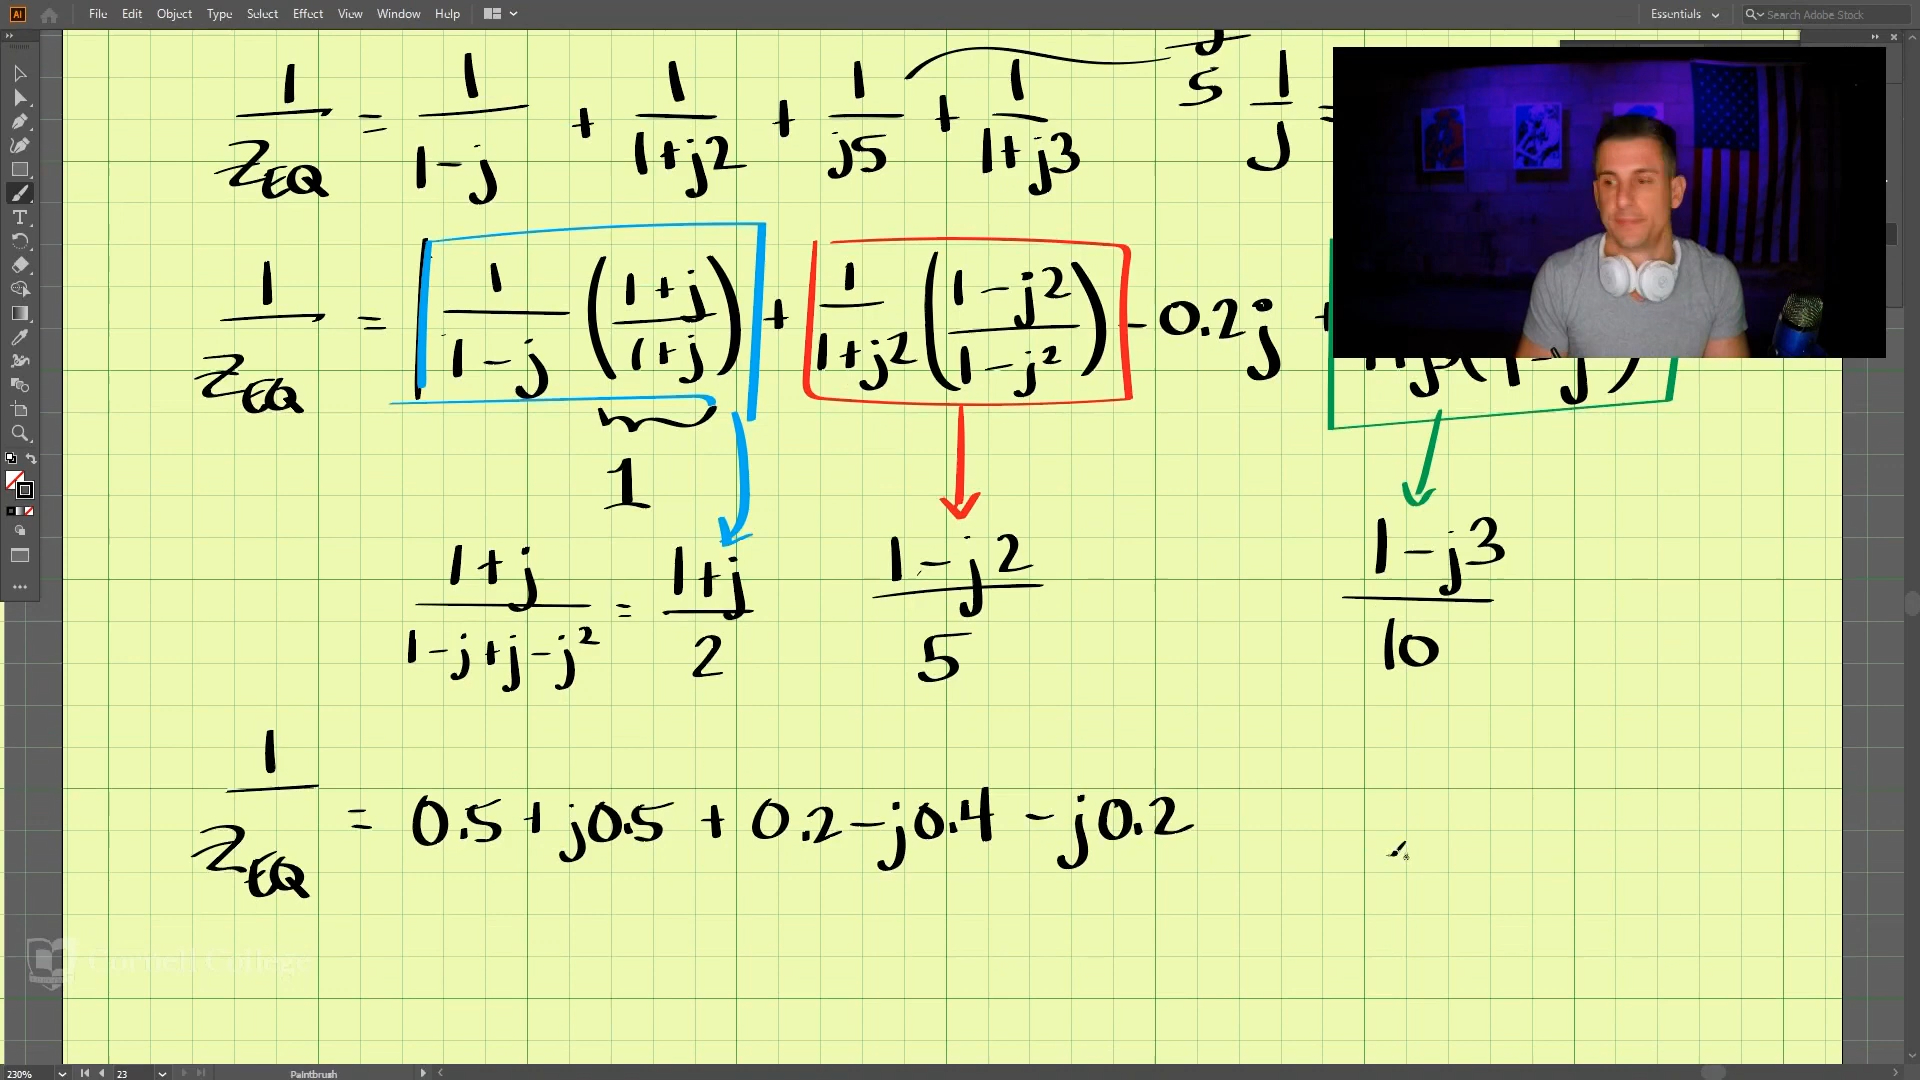 File Edit Object Type Select Effect View Window Help Essentials Search Adobe Stock
1/Z_EQ = 1/(1-j) + 1/(1+j2) + 1/(j5) + 1/(1+j3) j/5 1/j =
1/Z_EQ = 1/(1-j) ((1+j)/(1+j)) + 1/(1+j2) ((1-j2)/(1-j2)) - 0.2j +
1
(1+j)/(1-j+j-j²) = (1+j)/2 (1-j2)/5 (1-j3)/10
1/Z_EQ = 0.5 + j0.5 + 0.2 - j0.4 - j0.2
Cornell College
230% 23 Paintbrush